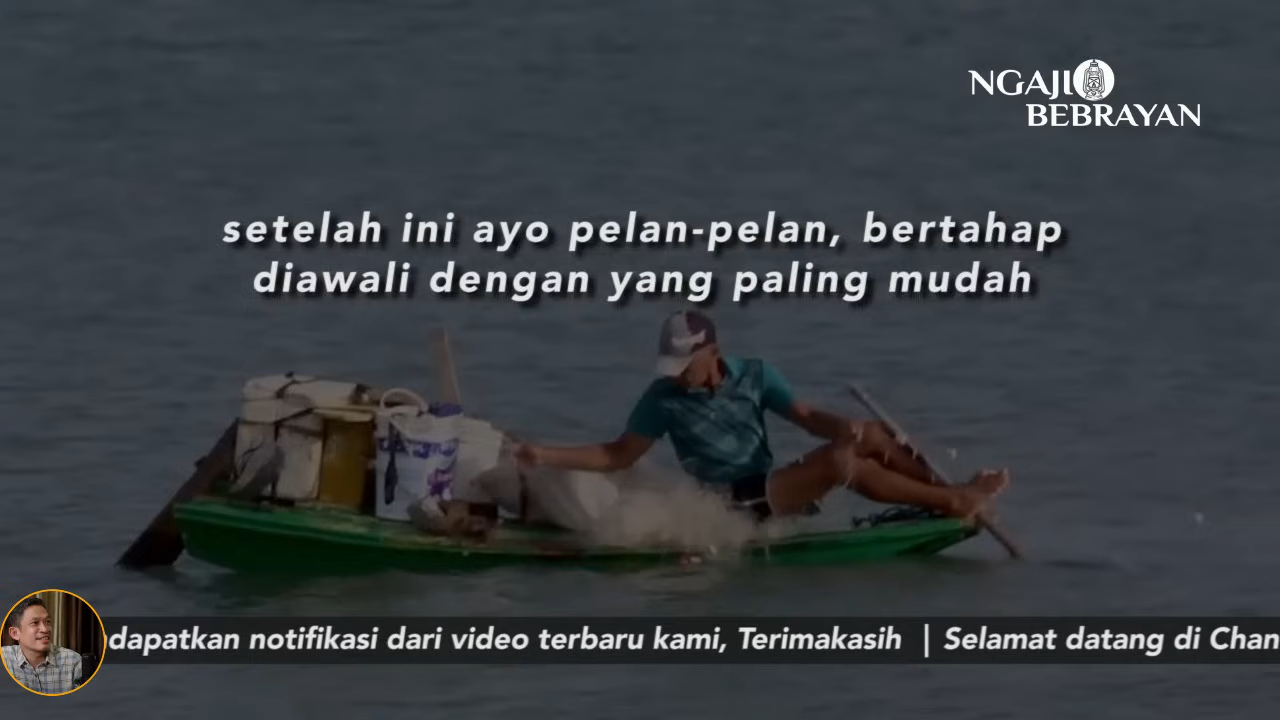 NGAJI
BEBRAYAN
setelah ini ayo pelan-pelan, bertahap
diawali dengan yang paling mudah
dapatkan notifikasi dari video terbaru kami, Terimakasih | Selamat datang di Chan